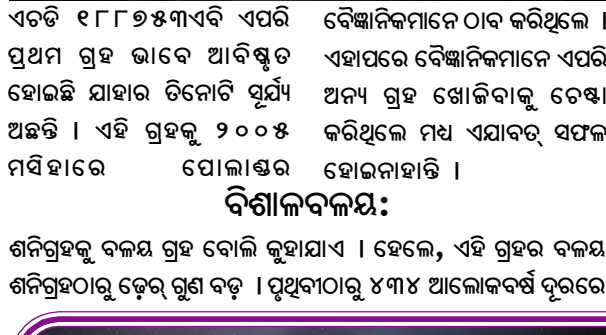 ଏଚଡି ୧୮୮୭୫୩ଏବି ଏପରି
ପ୍ରଥମ ଗ୍ରହ ଭାବେ ଆବିଷ୍କୃତ
ହୋଇଛି ଯାହାର ତିନୋଟି ସୂର୍ଯ୍ୟ
ଅଛନ୍ତି । ଏହି ଗ୍ରହକୁ ୨୦୦୫
ମସିହାରେ ପୋଲାଣ୍ଡର
ବୈଜ୍ଞାନିକମାନେ ଠାବ କରିଥିଲେ ।
ଏହାପରେ ବୈଜ୍ଞାନିକମାନେ ଏପରି
ଅନ୍ୟ ଗ୍ରହ ଖୋଜିବାକୁ ଚେଷ୍ଟା
କରିଥିଲେ ମଧ୍ୟ ଏଯାବତ୍ ସଫଳ
ହୋଇନାହାନ୍ତି ।
ବିଶାଳବଳୟ:
ଶନିଗ୍ରହକୁ ବଳୟ ଗ୍ରହ ବୋଲି କୁହାଯାଏ । ହେଲେ, ଏହି ଗ୍ରହର ବଳୟ
ଶନିଗ୍ରହଠାରୁ ଢ଼େର୍ ଗୁଣ ବଡ଼ । ପୃଥିବୀଠାରୁ ୪୩୪ ଆଲୋକବର୍ଷ ଦୂରରେ